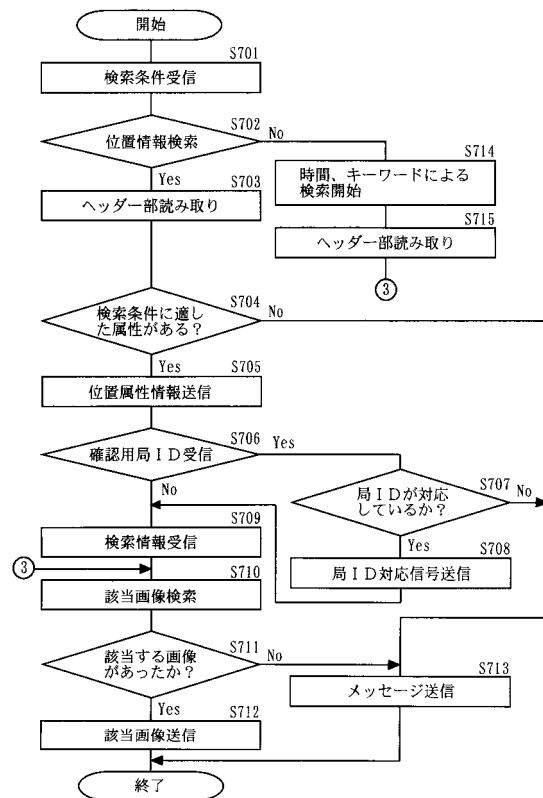 開始
S701
検索条件受信
S702
位置情報検索
No
Yes
S703
ヘッダー部読み取り
S714
時間、キーワードによる
検索開始
S715
ヘッダー部読み取り
3
S704
検索条件に適し
た属性がある？
No
Yes
S705
位置属性情報送信
S706
確認用局ＩＤ受信
Yes
No
S707
局ＩＤが対応
しているか？
No
Yes
S708
局ＩＤ対応信号送信
S709
検索情報受信
3
S710
該当画像検索
S711
該当する画像
があったか？
No
Yes
S713
メッセージ送信
S712
該当画像送信
終了